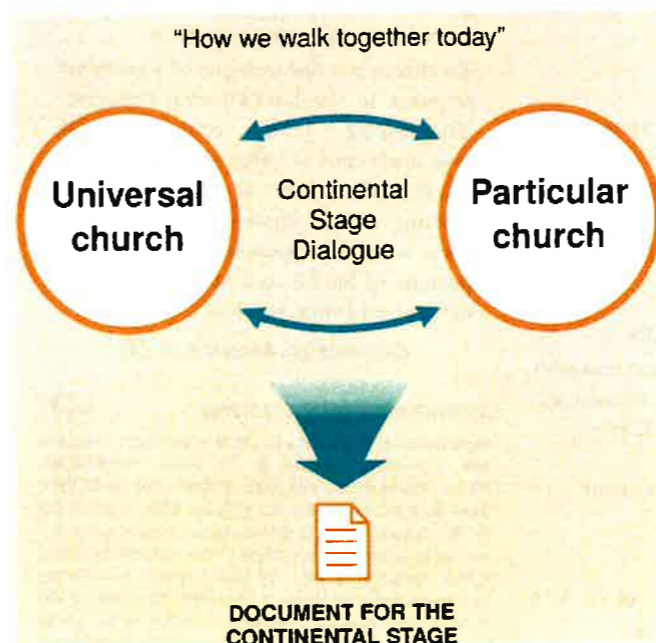 “How we walk together today”
Universal
church
Continental
Stage
Dialogue
Particular
church
DOCUMENT FOR THE
CONTINENTAL STAGE